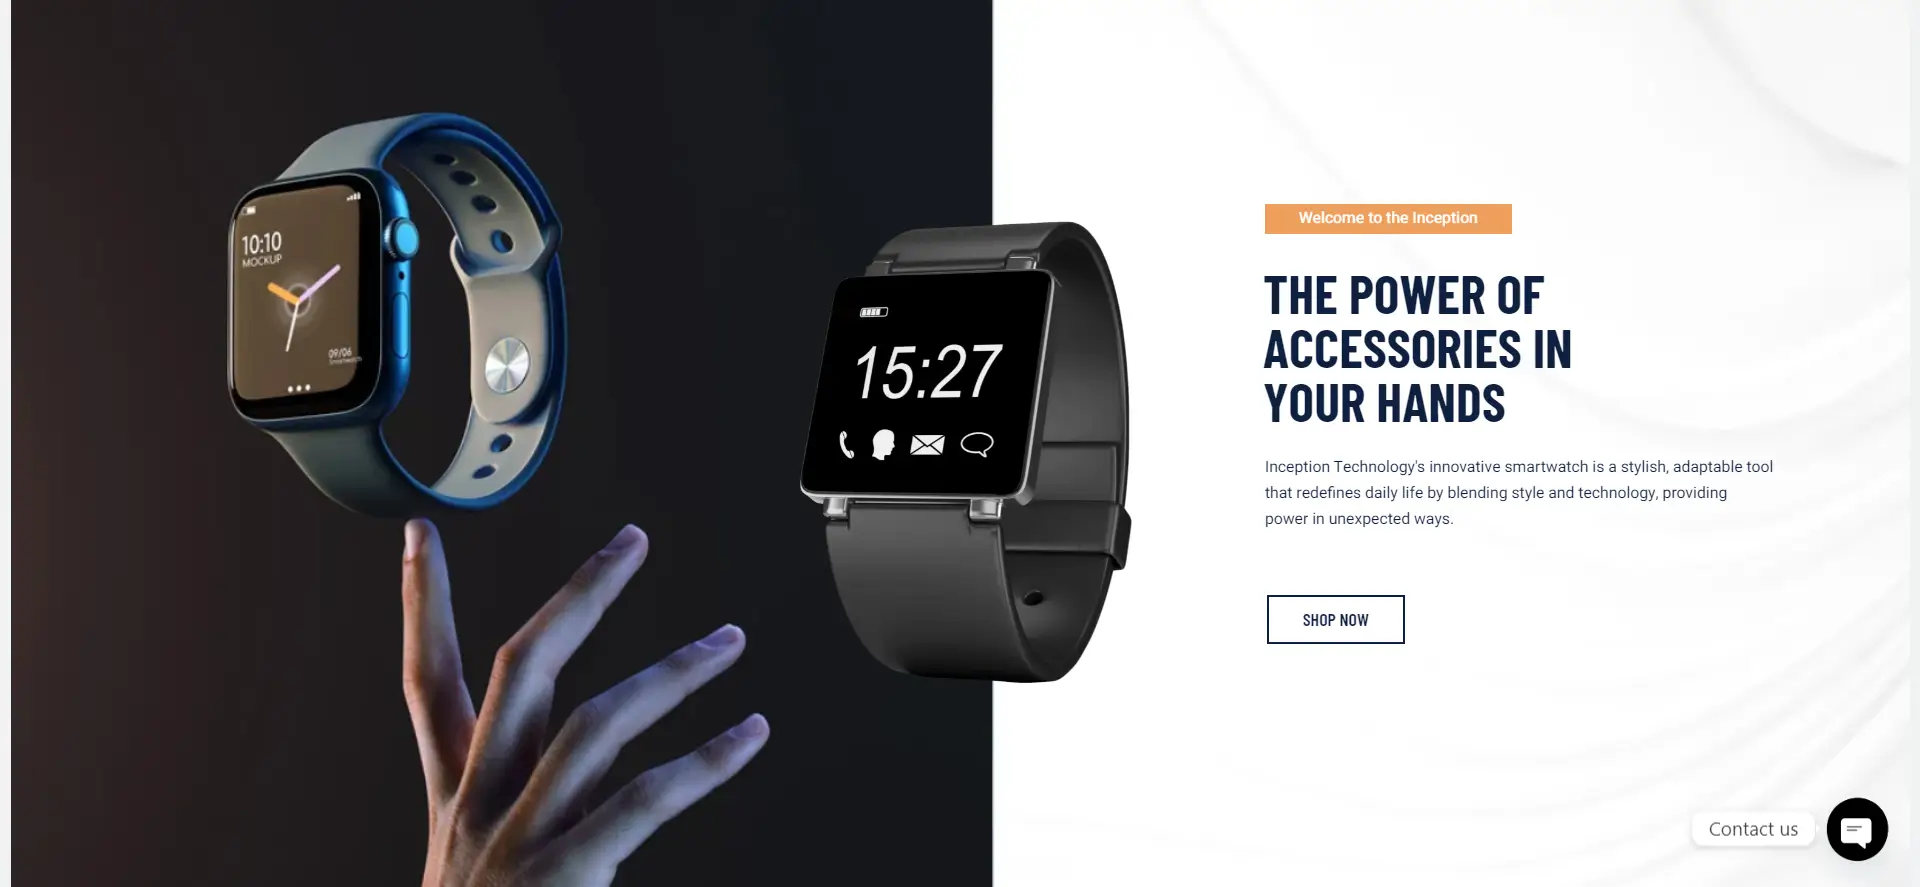 10:10
MOCKUP
09/06
Smartwatch
15:27
Welcome to the Inception
THE POWER OF
ACCESSORIES IN
YOUR HANDS
Inception Technology's innovative smartwatch is a stylish, adaptable tool
that redefines daily life by blending style and technology, providing
power in unexpected ways.
SHOP NOW
Contact us